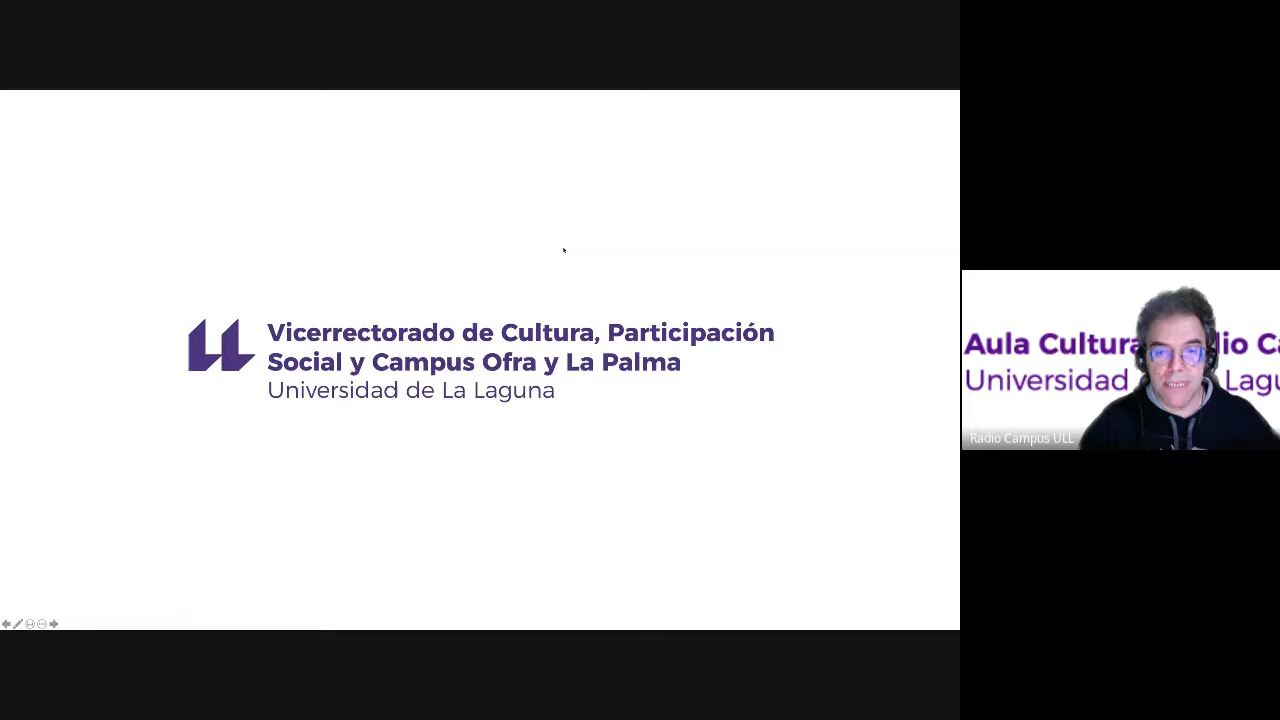 Vicerrectorado de Cultura, Participación
Social y Campus Ofra y La Palma
Universidad de La Laguna
Aula Cultura
Universidad
Radio Campus ULL